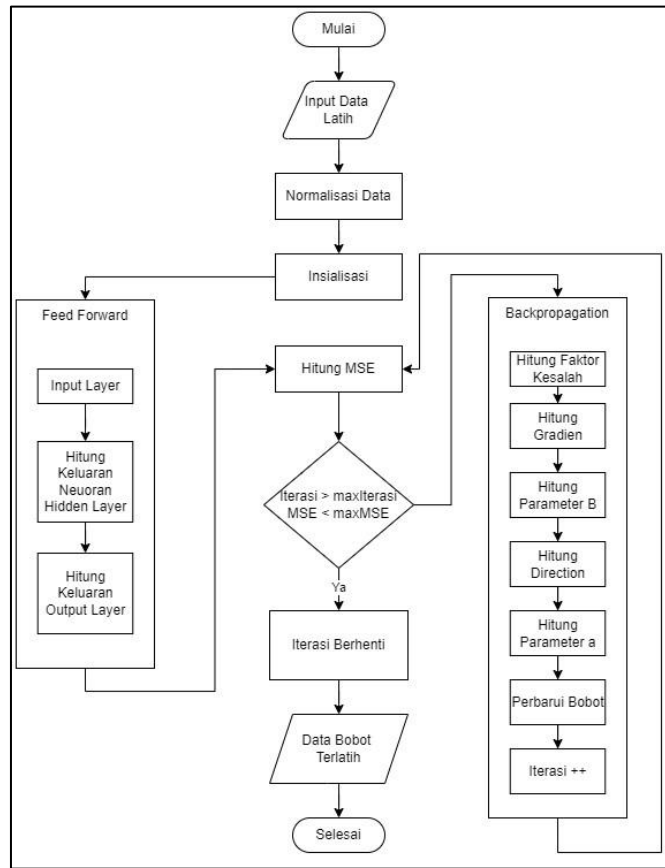 Mulai
Input Data
Latih
Normalisasi Data
Insialisasi
Feed Forward
Input Layer
Hitung
Keluaran
Neuoran
Hidden Layer
Hitung
Keluaran
Output Layer
Hitung MSE
Iterasi > maxIterasi
MSE < maxMSE
Ya
Iterasi Berhenti
Data Bobot
Terlatih
Selesai
Backpropagation
Hitung Faktor
Kesalah
Hitung
Gradien
Hitung
Parameter B
Hitung
Direction
Hitung
Parameter a
Perbarui Bobot
Iterasi ++